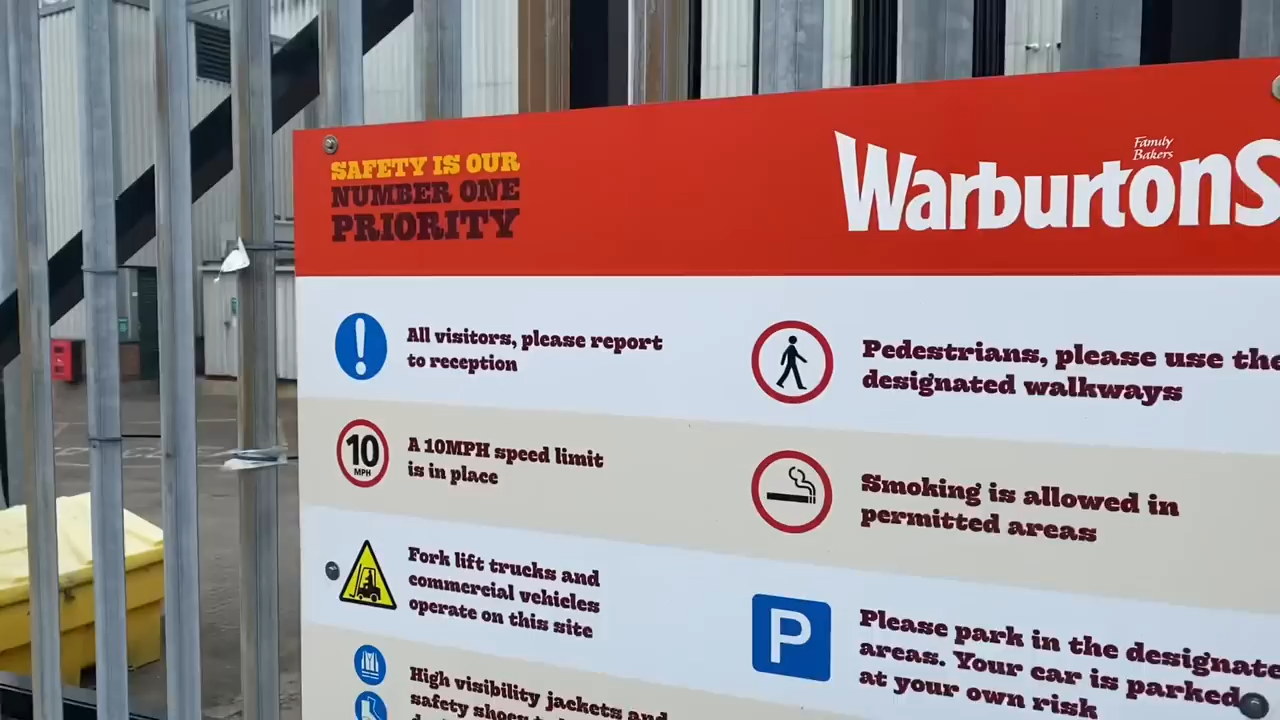 SAFETY IS OUR
NUMBER ONE
PRIORITY
Family
Bakers
Warburtons
All visitors, please report
to reception
Pedestrians, please use the
designated walkways
10
MPH
A 10MPH speed limit
is in place
Smoking is allowed in
permitted areas
Fork lift trucks and
commercial vehicles
operate on this site
P
Please park in the designate
areas. Your car is parked
at your own risk
High visibility jackets and
safety shoes